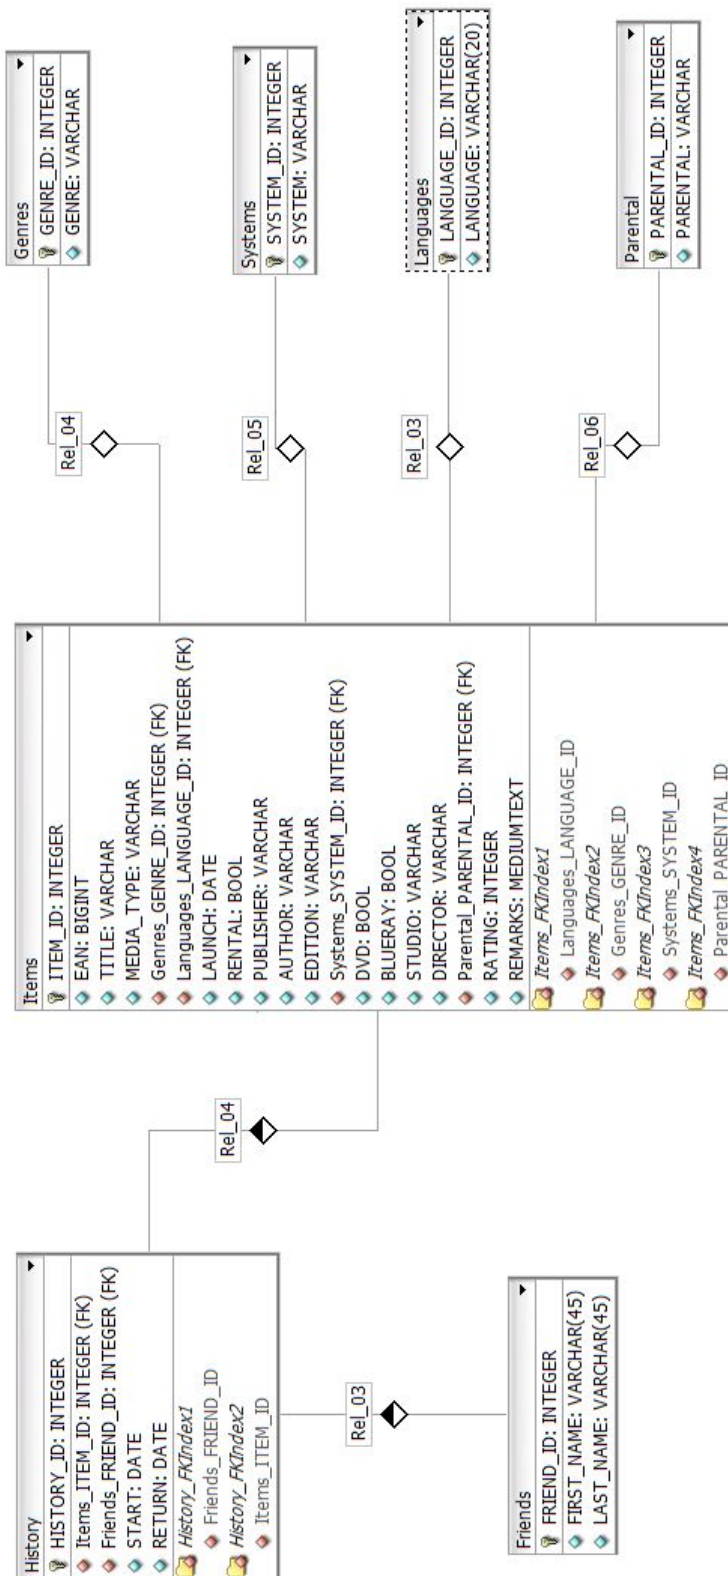 History
HISTORY_ID: INTEGER
Items_ITEM_ID: INTEGER (FK)
Friends_FRIEND_ID: INTEGER (FK)
START: DATE
RETURN: DATE
History_FKIndex1
Friends_FRIEND_ID
History_FKIndex2
Items_ITEM_ID
Rel_03
Friends
FRIEND_ID: INTEGER
FIRST_NAME: VARCHAR(45)
LAST_NAME: VARCHAR(45)
Rel_04
Items
ITEM_ID: INTEGER
EAN: BIGINT
TITLE: VARCHAR
MEDIA_TYPE: VARCHAR
Genres_GENRE_ID: INTEGER (FK)
Languages_LANGUAGE_ID: INTEGER (FK)
LAUNCH: DATE
RENTAL: BOOL
PUBLISHER: VARCHAR
AUTHOR: VARCHAR
EDITION: VARCHAR
Systems_SYSTEM_ID: INTEGER (FK)
DVD: BOOL
BLUERAY: BOOL
STUDIO: VARCHAR
DIRECTOR: VARCHAR
Parental_PARENTAL_ID: INTEGER (FK)
RATING: INTEGER
REMARKS: MEDIUMTEXT
Items_FKIndex1
Languages_LANGUAGE_ID
Items_FKIndex2
Genres_GENRE_ID
Items_FKIndex3
Systems_SYSTEM_ID
Items_FKIndex4
Parental_PARENTAL_ID
Rel_04
Rel_05
Rel_03
Rel_06
Genres
GENRE_ID: INTEGER
GENRE: VARCHAR
Systems
SYSTEM_ID: INTEGER
SYSTEM: VARCHAR
Languages
LANGUAGE_ID: INTEGER
LANGUAGE: VARCHAR(20)
Parental
PARENTAL_ID: INTEGER
PARENTAL: VARCHAR